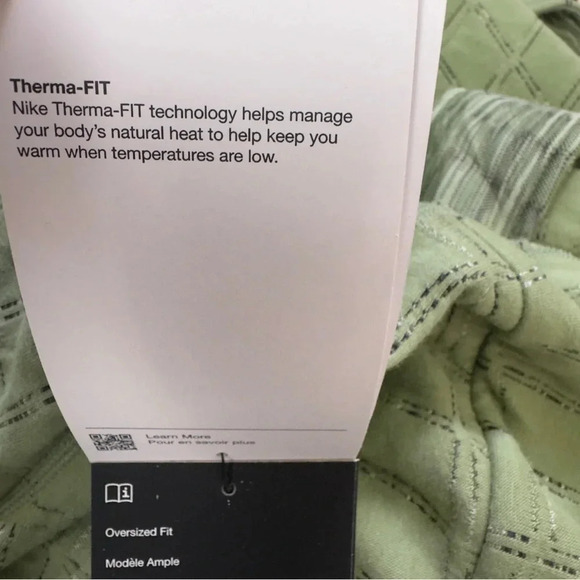 Therma-FIT
Nike Therma-FIT technology helps manage
your body's natural heat to help keep you
warm when temperatures are low.
Learn More
Pour en savoir plus
Oversized Fit
Modèle Ample